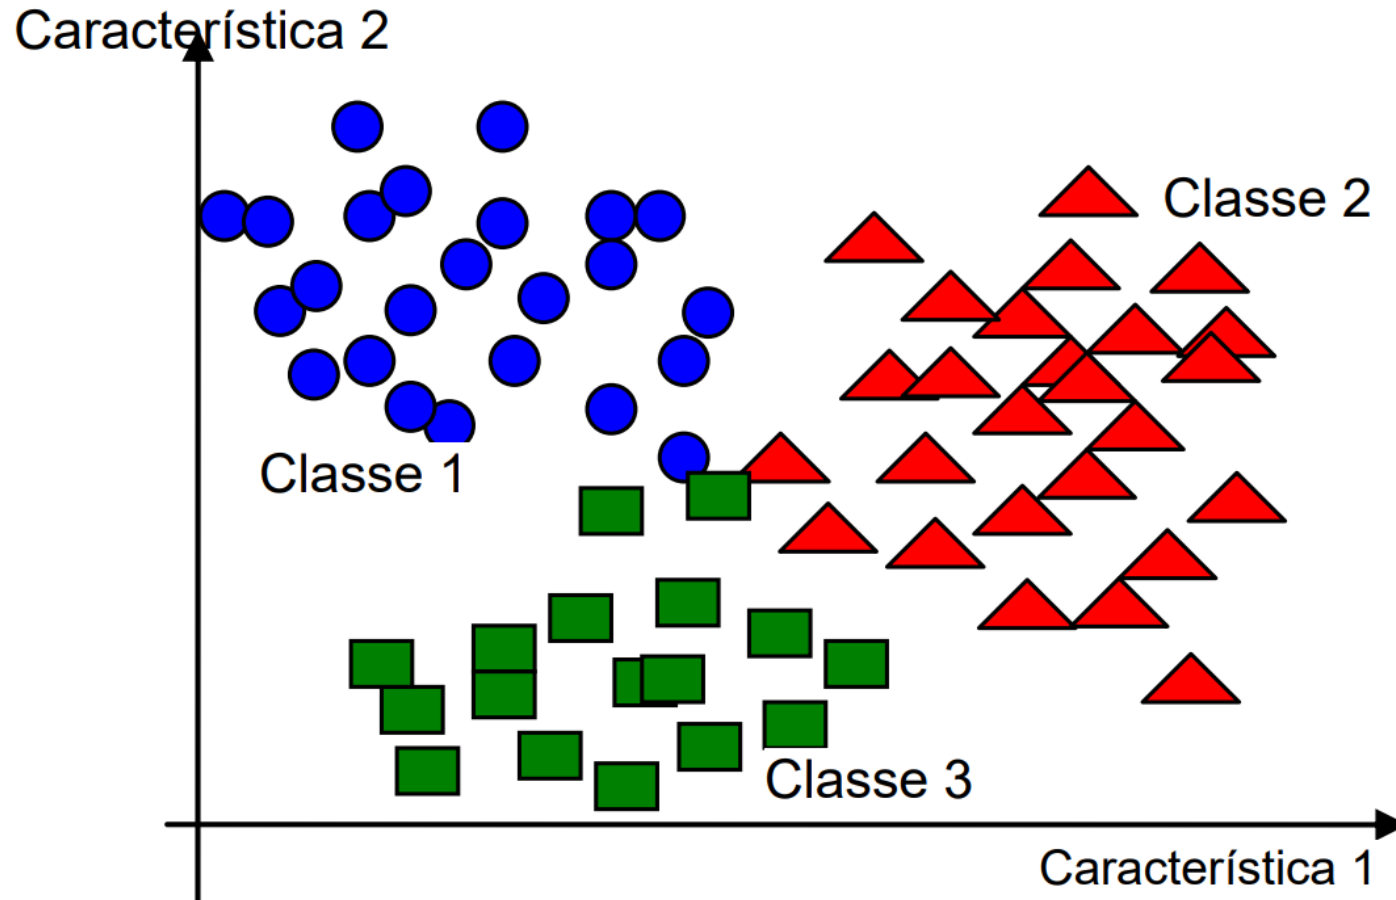 Característica 2
Classe 2
Classe 1
Classe 3
Característica 1